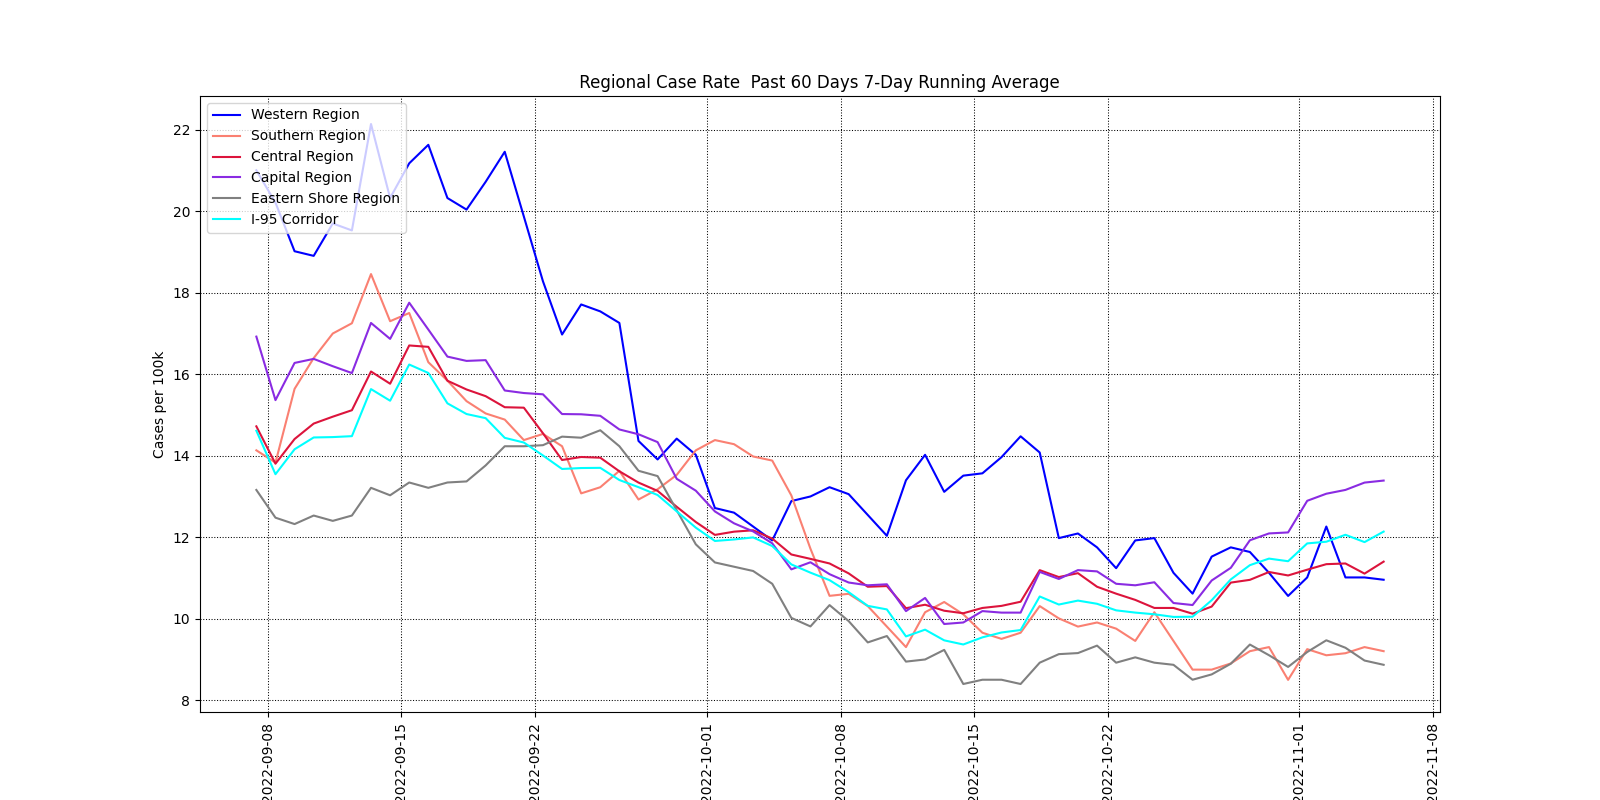 Regional Case Rate  Past 60 Days 7-Day Running Average
Western Region
Southern Region
Central Region
Capital Region
Eastern Shore Region
I-95 Corridor
Cases per 100k
22
20
18
16
14
12
10
8
2022-09-08
2022-09-15
2022-09-22
2022-10-01
2022-10-08
2022-10-15
2022-10-22
2022-11-01
2022-11-08